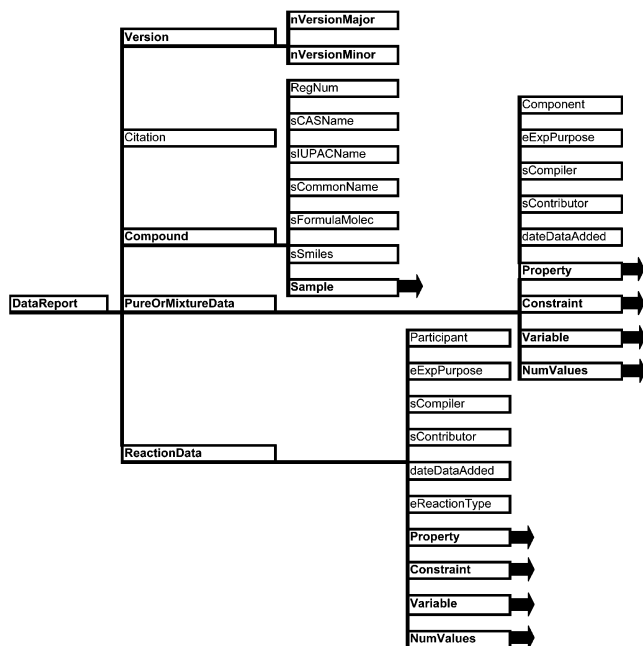 DataReport
Version
nVersionMajor
nVersionMinor
Citation
Compound
RegNum
sCASName
sIUPACName
sCommonName
sFormulaMolec
sSmiles
Sample
PureOrMixtureData
Component
eExpPurpose
sCompiler
sContributor
dateDataAdded
Property
Constraint
Variable
NumValues
ReactionData
Participant
eExpPurpose
sCompiler
sContributor
dateDataAdded
eReactionType
Property
Constraint
Variable
NumValues